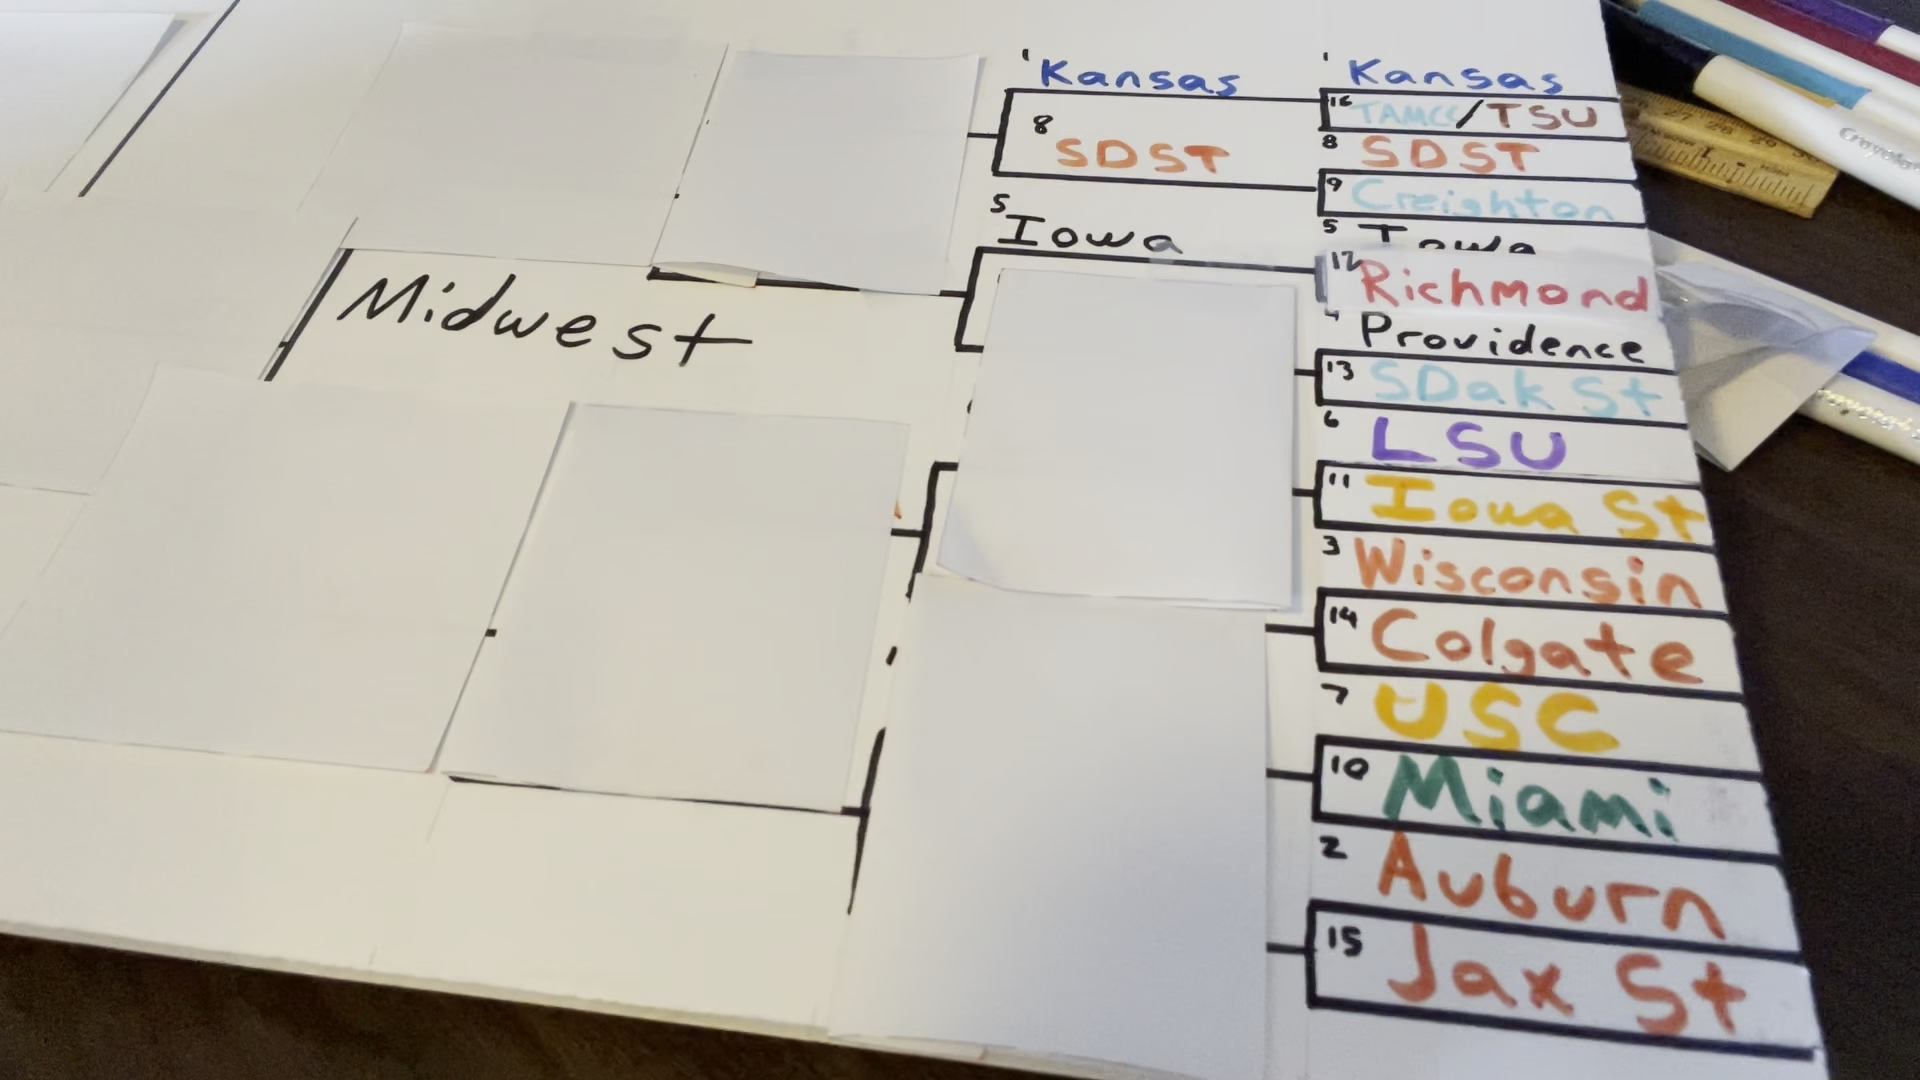 1 Kansas
8 SDST
5 Iowa
Midwest
1 Kansas
16 TAMCC/TSU
8 SDST
9 Creighton
5 Iowa
12 Richmond
4 Providence
13 SDak St
6 LSU
11 Iowa St
3 Wisconsin
14 Colgate
7 USC
10 Miami
2 Auburn
15 Jax St